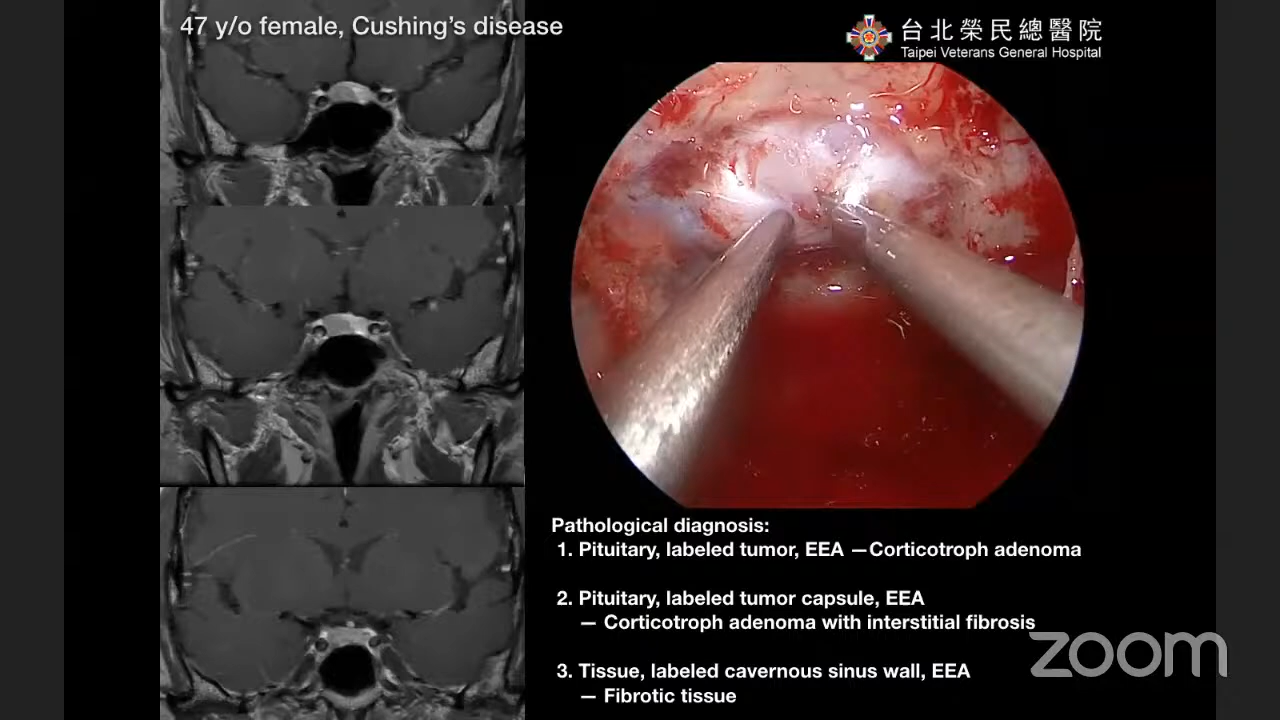 47 y/o female, Cushing's disease
台北榮民總醫院
Taipei Veterans General Hospital
Pathological diagnosis:
1. Pituitary, labeled tumor, EEA —Corticotroph adenoma
2. Pituitary, labeled tumor capsule, EEA
— Corticotroph adenoma with interstitial fibrosis
3. Tissue, labeled cavernous sinus wall, EEA
— Fibrotic tissue
zoom